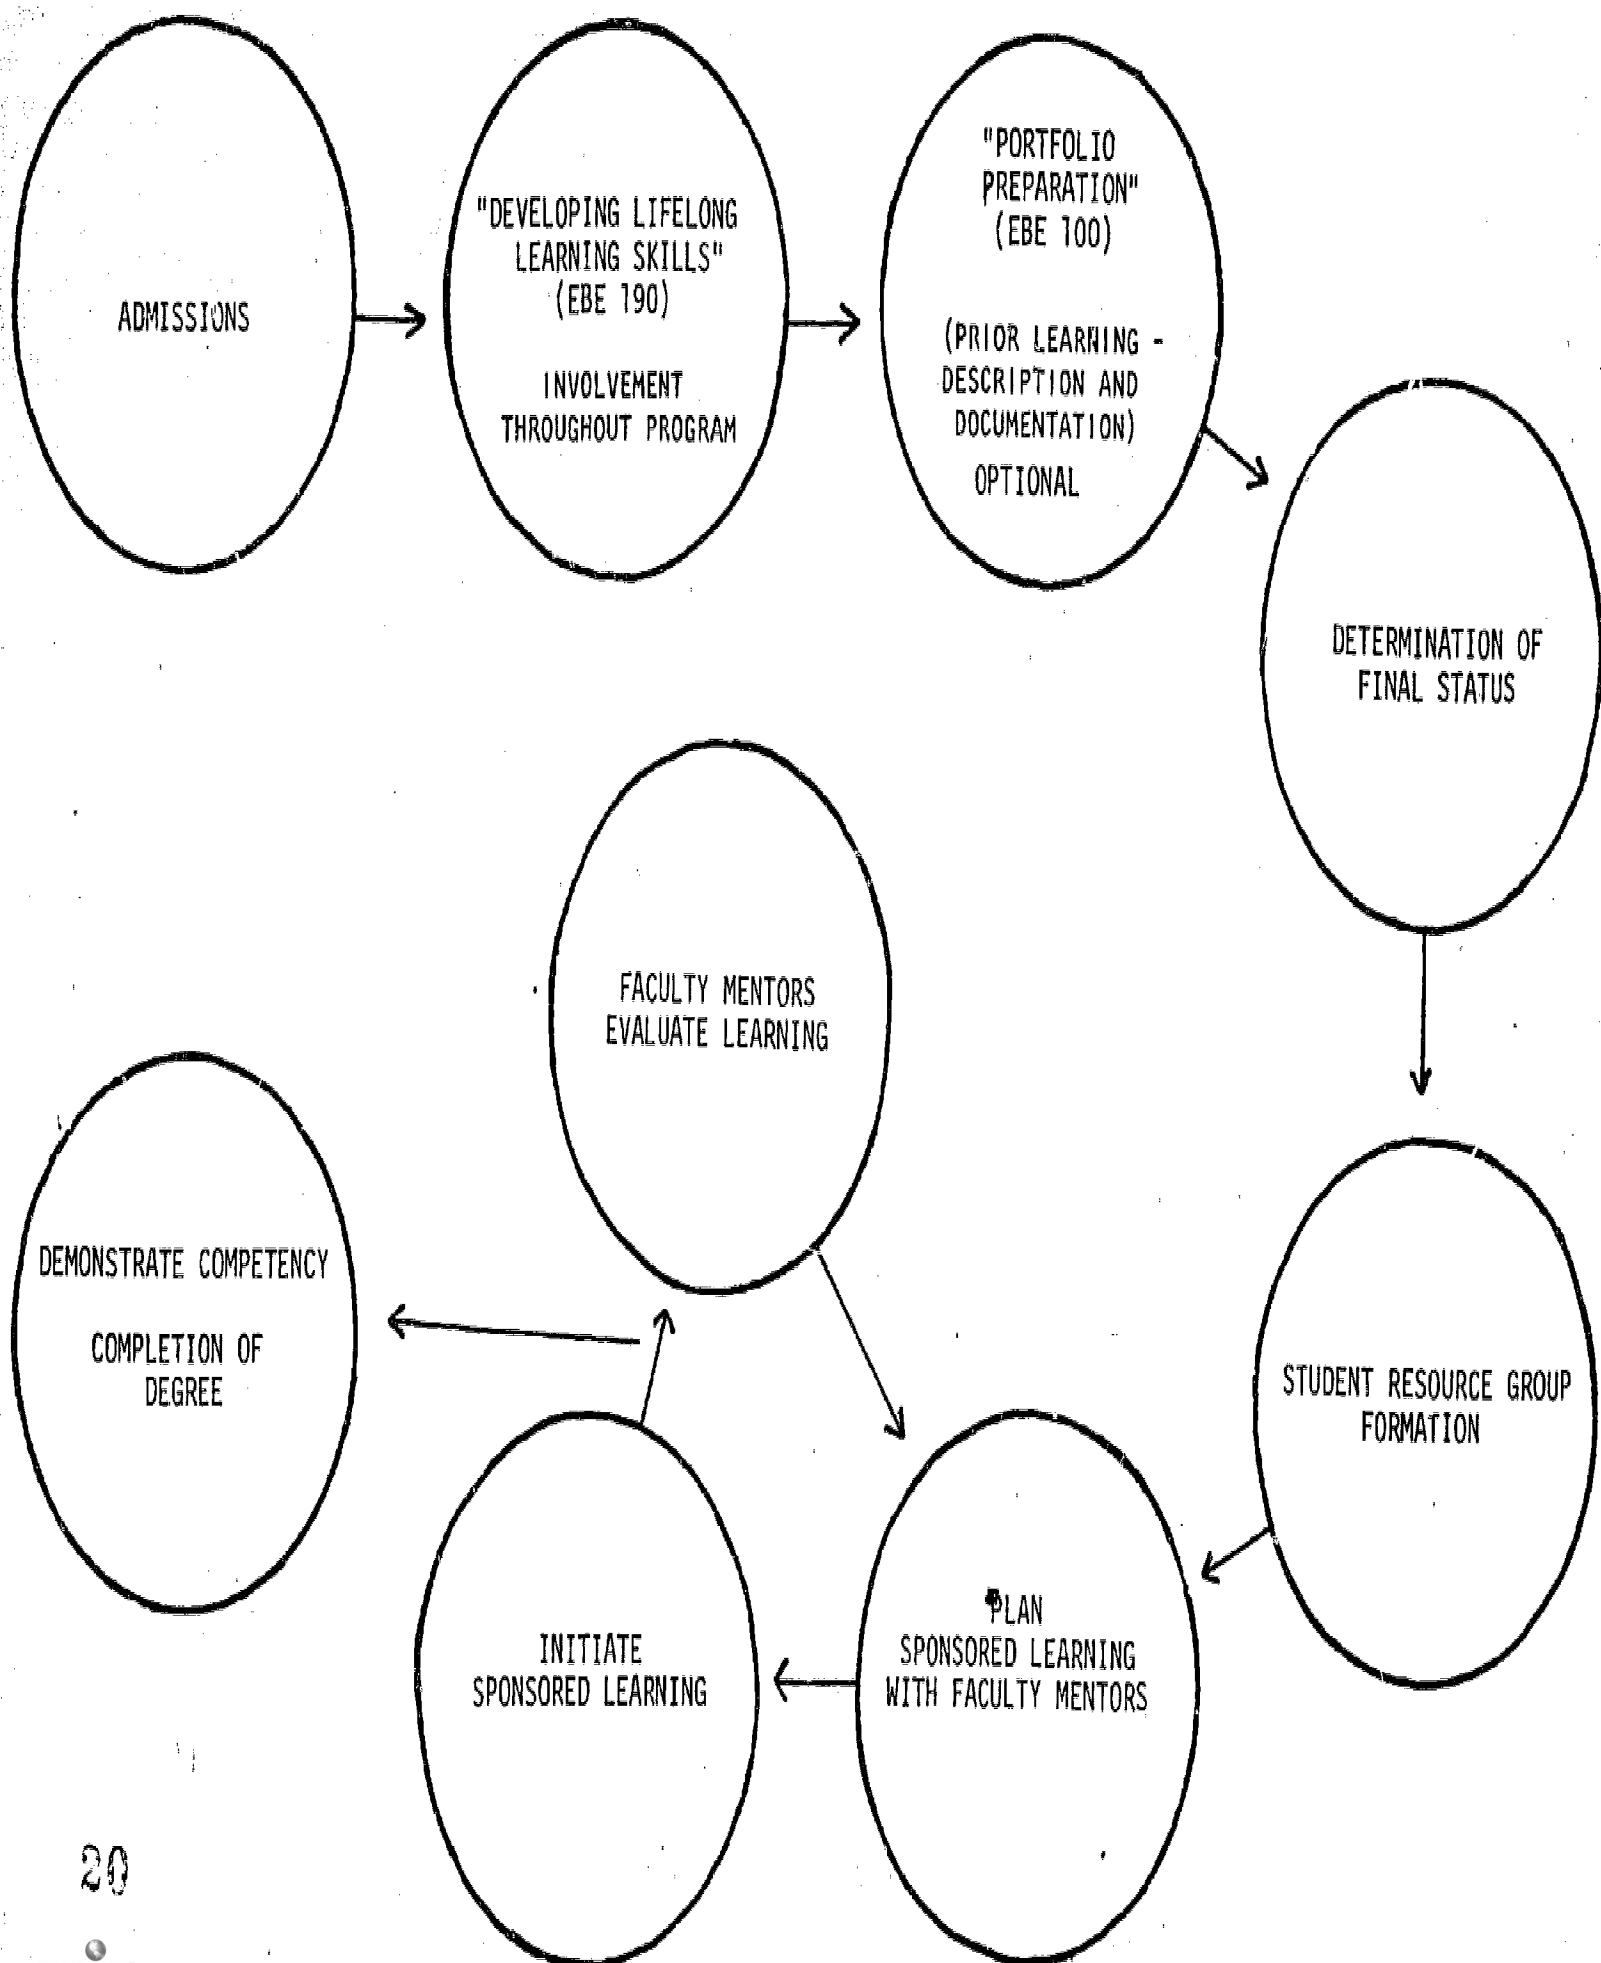 ADMISSIONS
"DEVELOPING LIFELONG
LEARNING SKILLS"
(EBE 190)
INVOLVEMENT
THROUGHOUT PROGRAM
"PORTFOLIO
PREPARATION"
(EBE 100)
(PRIOR LEARNING -
DESCRIPTION AND
DOCUMENTATION)
OPTIONAL
DETERMINATION OF
FINAL STATUS
STUDENT RESOURCE GROUP
FORMATION
PLAN
SPONSORED LEARNING
WITH FACULTY MENTORS
INITIATE
SPONSORED LEARNING
FACULTY MENTORS
EVALUATE LEARNING
DEMONSTRATE COMPETENCY
COMPLETION OF
DEGREE
20